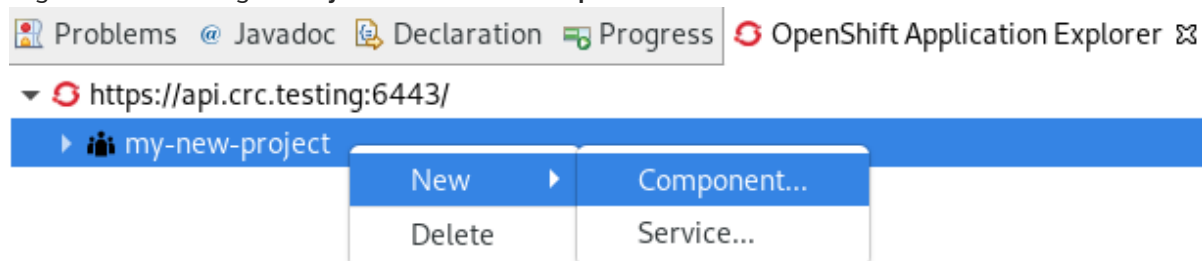 Problems @ Javadoc Declaration Progress OpenShift Application Explorer
https://api.crc.testing:6443/
my-new-project
New Component...
Delete Service...